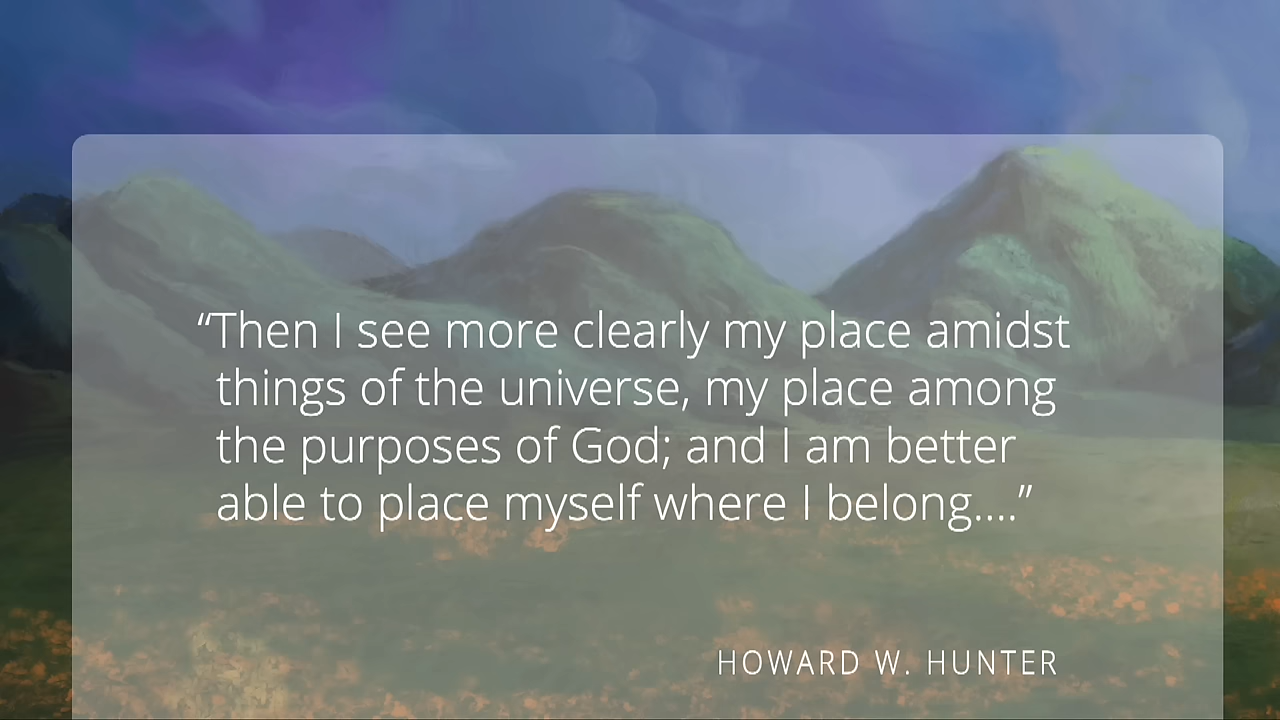 “Then I see more clearly my place amidst
things of the universe, my place among
the purposes of God; and I am better
able to place myself where I belong....”
HOWARD W. HUNTER